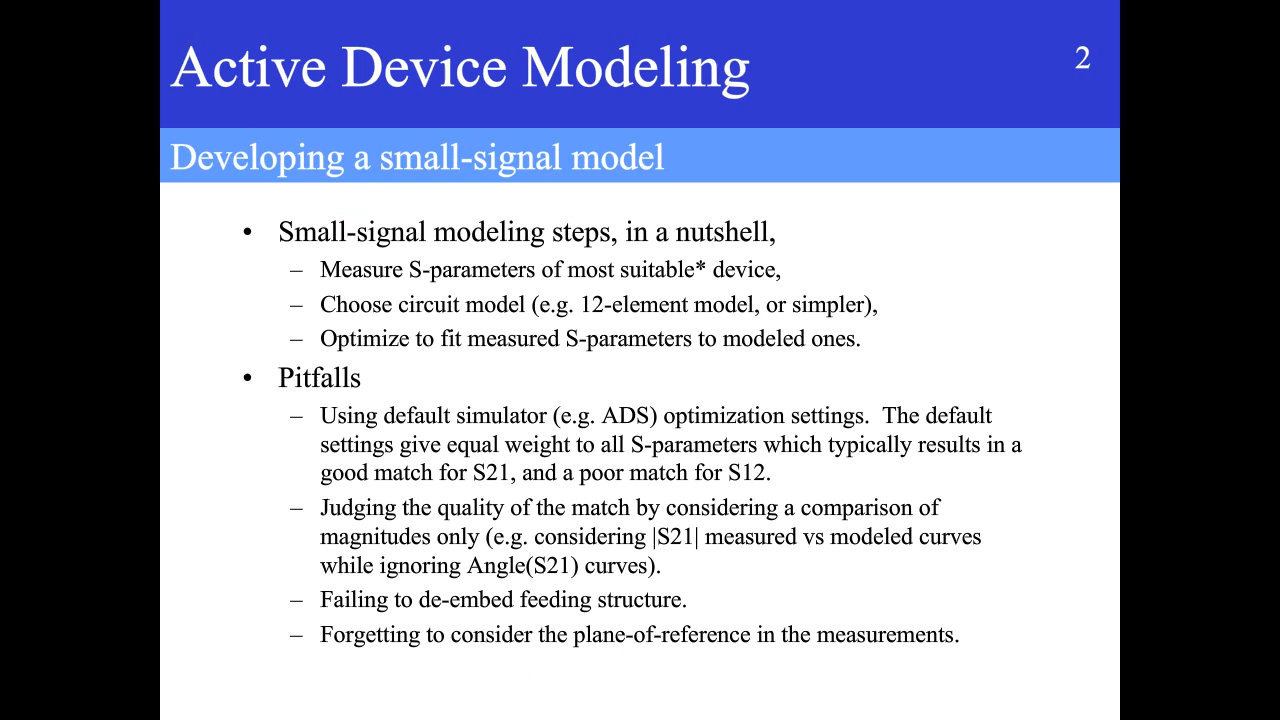 Active Device Modeling
2
Developing a small-signal model
• Small-signal modeling steps, in a nutshell,
– Measure S-parameters of most suitable* device,
– Choose circuit model (e.g. 12-element model, or simpler),
– Optimize to fit measured S-parameters to modeled ones.
• Pitfalls
– Using default simulator (e.g. ADS) optimization settings.  The default
settings give equal weight to all S-parameters which typically results in a
good match for S21, and a poor match for S12.
– Judging the quality of the match by considering a comparison of
magnitudes only (e.g. considering |S21| measured vs modeled curves
while ignoring Angle(S21) curves).
– Failing to de-embed feeding structure.
– Forgetting to consider the plane-of-reference in the measurements.